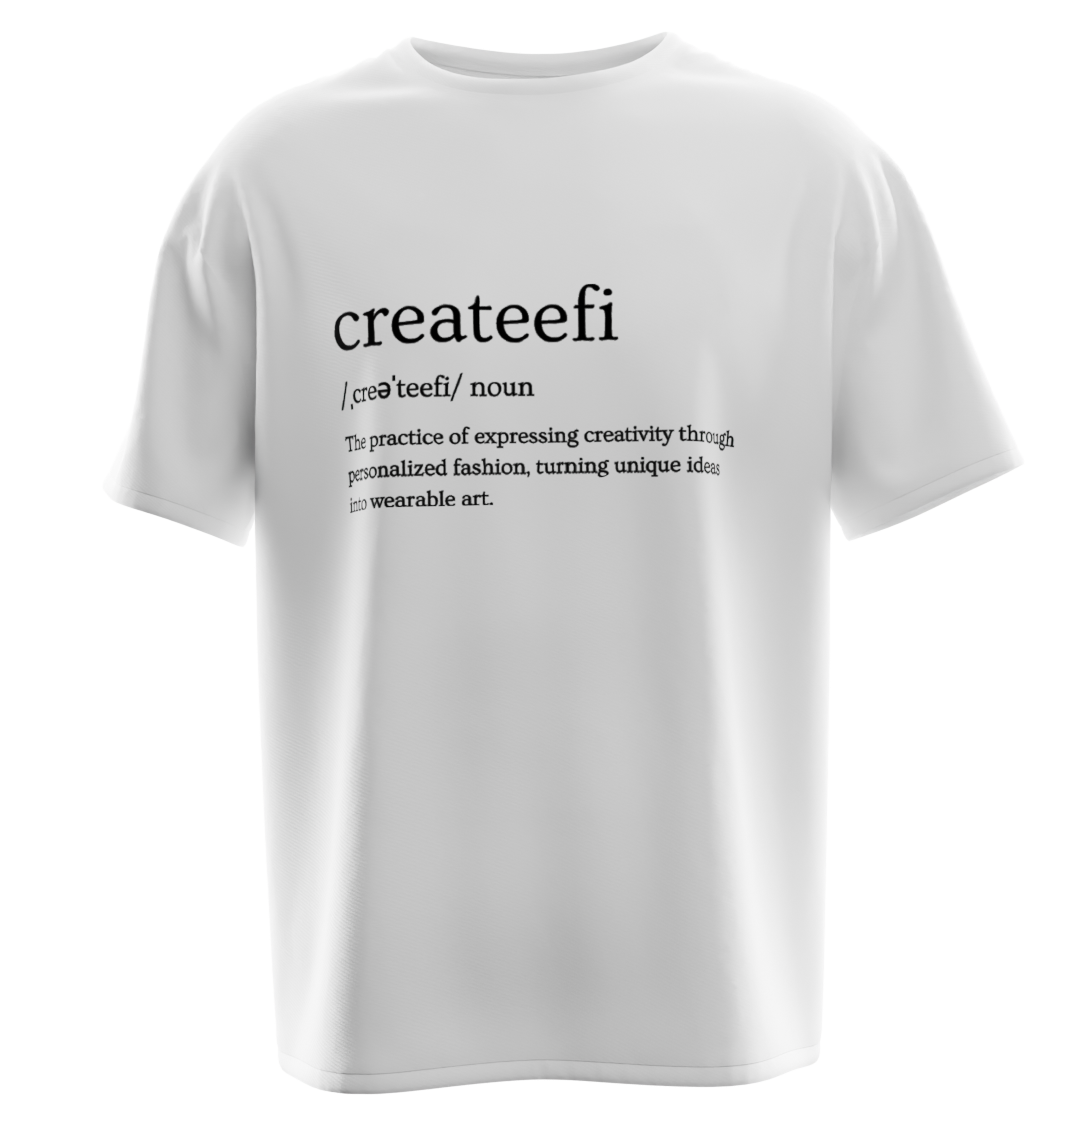 createefi
/ˌcreəˈteefi/ noun
The practice of expressing creativity through
personalized fashion, turning unique ideas
into wearable art.